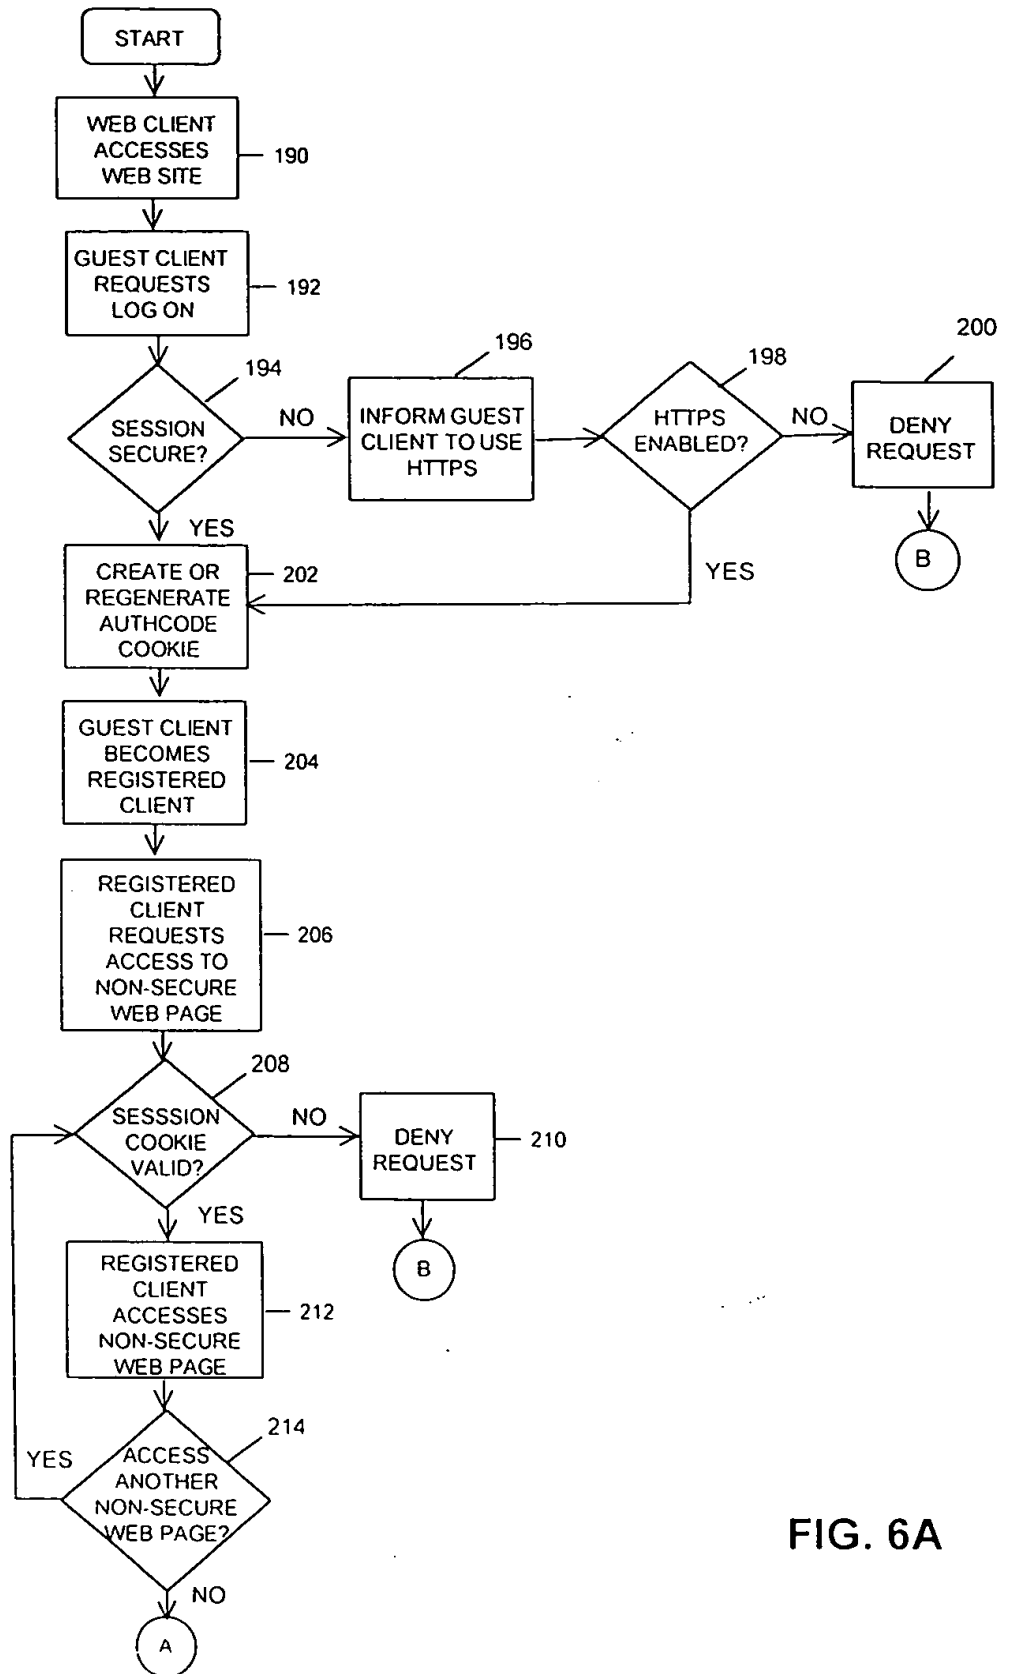 START
WEB CLIENT
ACCESSES
WEB SITE
190
GUEST CLIENT
REQUESTS
LOG ON
192
194
SESSION
SECURE?
NO
196
INFORM GUEST
CLIENT TO USE
HTTPS
198
HTTPS
ENABLED?
NO
200
DENY
REQUEST
B
YES
YES
CREATE OR
REGENERATE
AUTHCODE
COOKIE
202
GUEST CLIENT
BECOMES
REGISTERED
CLIENT
204
REGISTERED
CLIENT
REQUESTS
ACCESS TO
NON-SECURE
WEB PAGE
206
208
SESSSION
COOKIE
VALID?
NO
DENY
REQUEST
210
B
YES
REGISTERED
CLIENT
ACCESSES
NON-SECURE
WEB PAGE
212
214
ACCESS
ANOTHER
NON-SECURE
WEB PAGE?
YES
NO
A
FIG. 6A